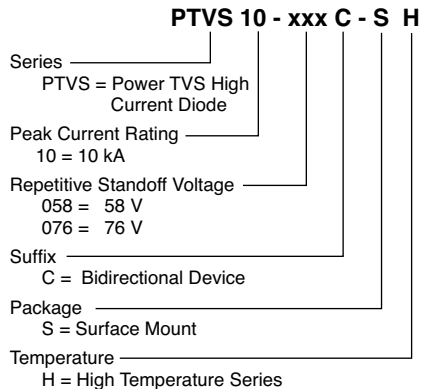 PTVS 10 - xxx C - S H
Series
PTVS = Power TVS High
Current Diode
Peak Current Rating
10 = 10 kA
Repetitive Standoff Voltage
058 = 58 V
076 = 76 V
Suffix
C = Bidirectional Device
Package
S = Surface Mount
Temperature
H = High Temperature Series